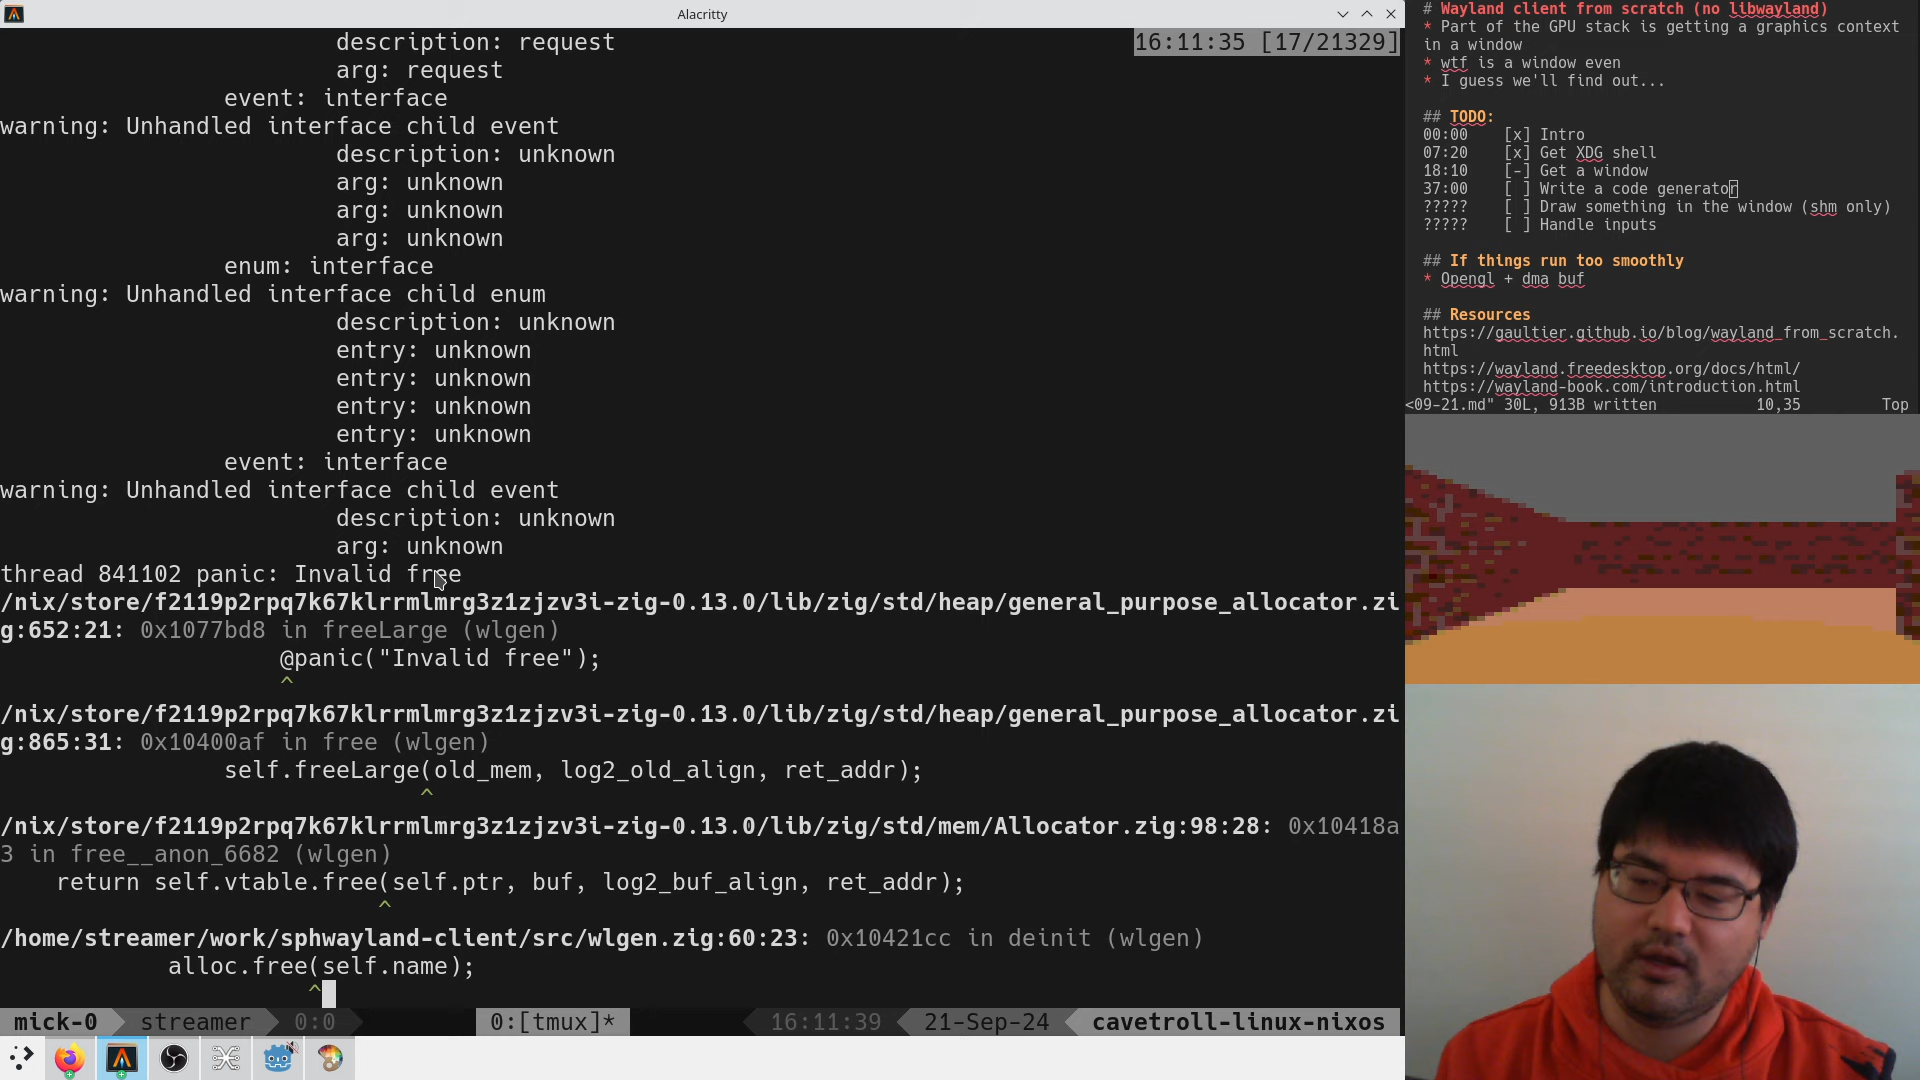 Alacritty
description: request
16:11:35 [17/21329]
arg: request
event: interface
warning: Unhandled interface child event
description: unknown
arg: unknown
arg: unknown
arg: unknown
enum: interface
warning: Unhandled interface child enum
description: unknown
entry: unknown
entry: unknown
entry: unknown
entry: unknown
event: interface
warning: Unhandled interface child event
description: unknown
arg: unknown
thread 841102 panic: Invalid free
/nix/store/f2119p2rpq7k67klrrmlmrg3z1zjzv3i-zig-0.13.0/lib/zig/std/heap/general_purpose_allocator.zi
g:652:21: 0x1077bd8 in freeLarge (wlgen)
@panic("Invalid free");
^
/nix/store/f2119p2rpq7k67klrrmlmrg3z1zjzv3i-zig-0.13.0/lib/zig/std/heap/general_purpose_allocator.zi
g:865:31: 0x10400af in free (wlgen)
self.freeLarge(old_mem, log2_old_align, ret_addr);
^
/nix/store/f2119p2rpq7k67klrrmlmrg3z1zjzv3i-zig-0.13.0/lib/zig/std/mem/Allocator.zig:98:28: 0x10418a
3 in free__anon_6682 (wlgen)
return self.vtable.free(self.ptr, buf, log2_buf_align, ret_addr);
^
/home/streamer/work/sphwayland-client/src/wlgen.zig:60:23: 0x10421cc in deinit (wlgen)
alloc.free(self.name);
^
mick-0 streamer 0:0 0:[tmux]* 16:11:39 21-Sep-24 cavetroll-linux-nixos
# Wayland client from scratch (no libwayland)
* Part of the GPU stack is getting a graphics context
in a window
* wtf is a window even
* I guess we'll find out...
## TODO:
00:00 [x] Intro
07:20 [x] Get XDG shell
18:10 [-] Get a window
37:00 [ ] Write a code generator
????? [ ] Draw something in the window (shm only)
????? [ ] Handle inputs
## If things run too smoothly
* Opengl + dma buf
## Resources
https://gaultier.github.io/blog/wayland_from_scratch.
html
https://wayland.freedesktop.org/docs/html/
https://wayland-book.com/introduction.html
<09-21.md" 30L, 913B written 10,35 Top